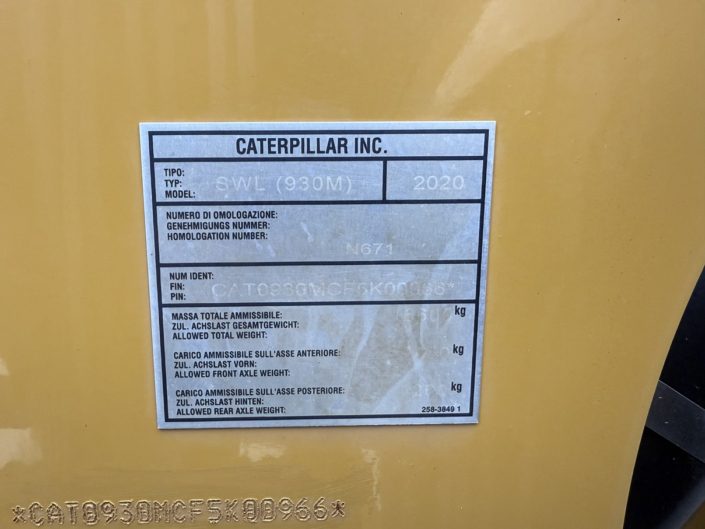 CATERPILLAR INC.
TIPO:
TYP:
MODEL: SWL (930M) 2020
NUMERO DI OMOLOGAZIONE:
GENEHMIGUNGS NUMMER:
HOMOLOGATION NUMBER:
N671
NUM IDENT:
FIN:
PIN: CAT0930MCF5K00966*
MASSA TOTALE AMMISSIBILE: kg
ZUL. ACHSLAST GESAMTGEWICHT:
ALLOWED TOTAL WEIGHT:
CARICO AMMISSIBILE SULL'ASSE ANTERIORE: kg
ZUL. ACHSLAST VORN:
ALLOWED FRONT AXLE WEIGHT:
CARICO AMMISSIBILE SULL'ASSE POSTERIORE: kg
ZUL. ACHSLAST HINTEN:
ALLOWED REAR AXLE WEIGHT: 258-3849 1
*CAT0930MCF5K00966*